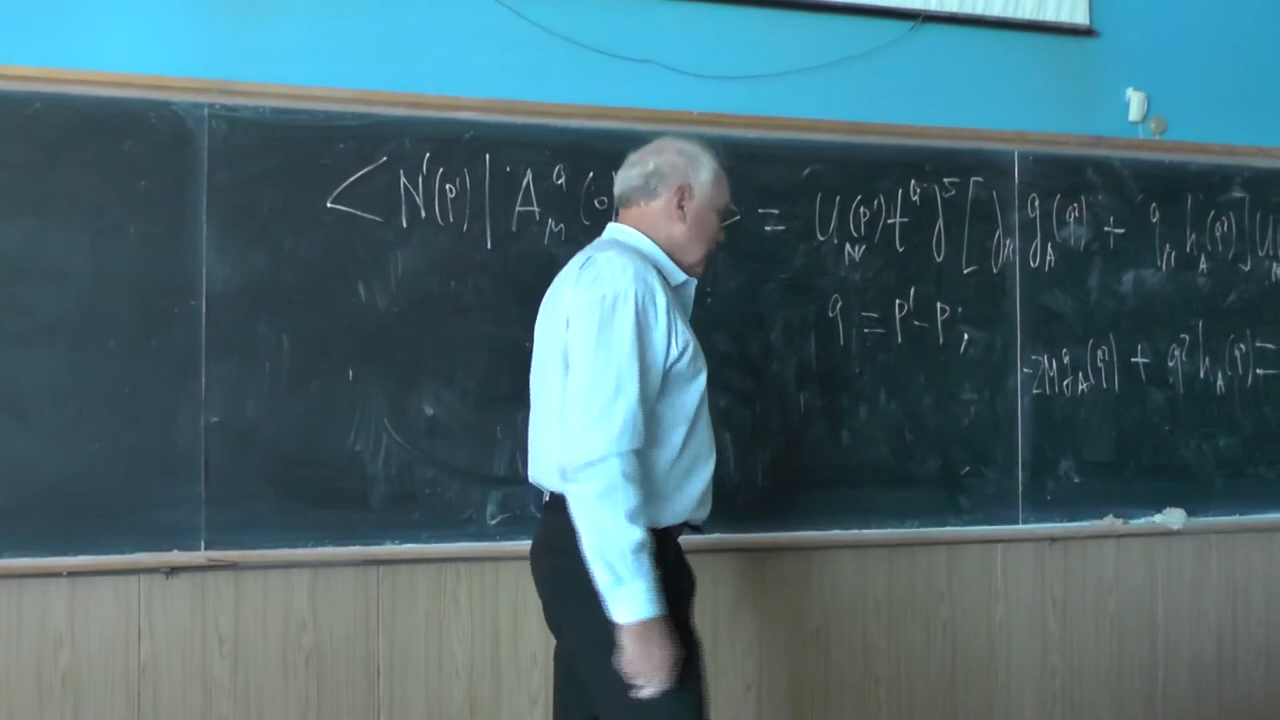 <N'(p')| A_μ^a(0 > = U_N'(p') t^a γ^5 [γ_μ g_A(q²) + q_μ h_A(q²)] U_N
q = p' - p;
-2M g_A(q²) + q² h_A(q²) =